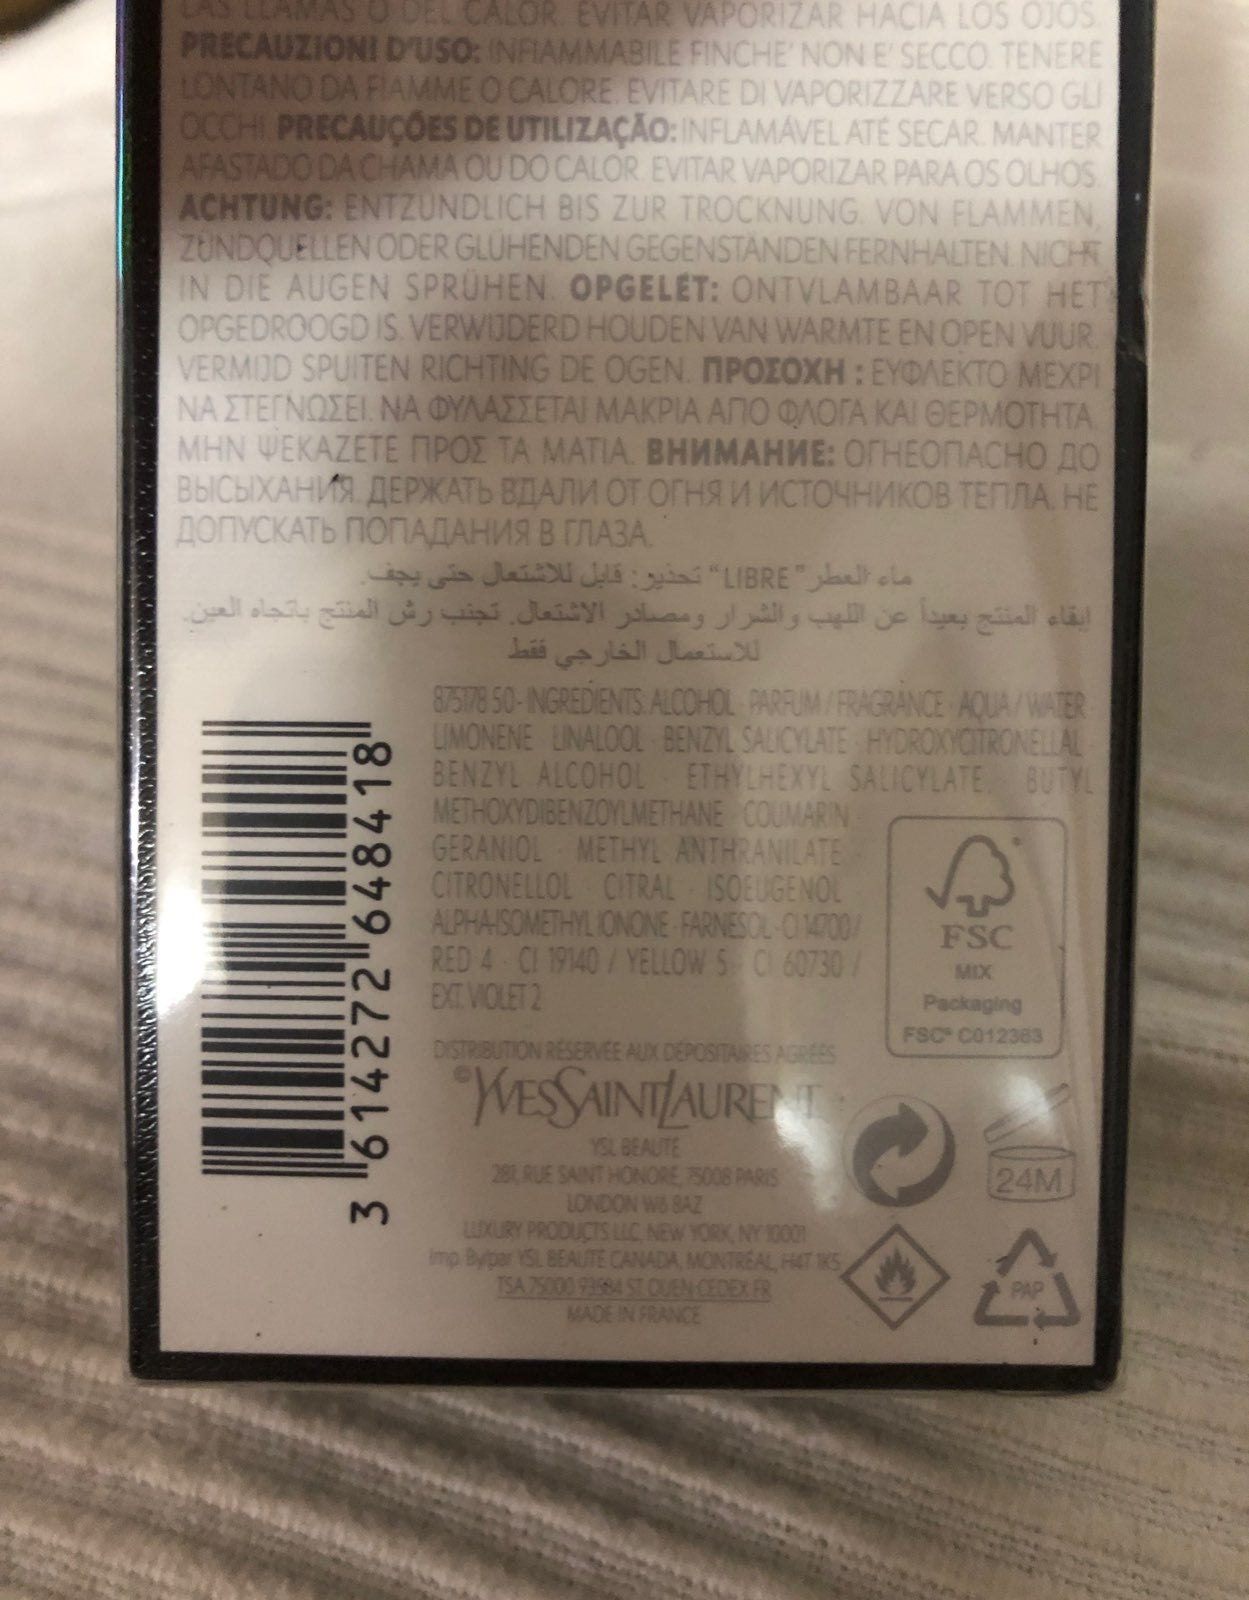 LAS LLAMAS O DEL CALOR. EVITAR VAPORIZAR HACIA LOS OJOS.
PRECAUZIONI D'USO: INFIAMMABILE FINCHE' NON E' SECCO. TENERE
LONTANO DA FIAMME O CALORE. EVITARE DI VAPORIZZARE VERSO GLI
OCCHI. PRECAUÇÕES DE UTILIZAÇÃO: INFLAMÁVEL ATÉ SECAR. MANTER
AFASTADO DA CHAMA OU DO CALOR. EVITAR VAPORIZAR PARA OS OLHOS.
ACHTUNG: ENTZÜNDLICH BIS ZUR TROCKNUNG. VON FLAMMEN,
ZÜNDQUELLEN ODER GLÜHENDEN GEGENSTÄNDEN FERNHALTEN. NICHT
IN DIE AUGEN SPRÜHEN. OPGELET: ONTVLAMBAAR TOT HET
OPGEDROOGD IS. VERWIJDERD HOUDEN VAN WARMTE EN OPEN VUUR.
VERMIJD SPUITEN RICHTING DE OGEN. ΠΡΟΣΟΧΗ : ΕΥΦΛΕΚΤΟ ΜΕΧΡΙ
ΝΑ ΣΤΕΓΝΩΣΕΙ. ΝΑ ΦΥΛΑΣΣΕΤΑΙ ΜΑΚΡΙΑ ΑΠΟ ΦΛΟΓΑ ΚΑΙ ΘΕΡΜΟΤΗΤΑ.
ΜΗΝ ΨΕΚΑΖΕΤΕ ΠΡΟΣ ΤΑ ΜΑΤΙΑ. ВНИМАНИЕ: ОГНЕОПАСНО ДО
ВЫСЫХАНИЯ. ДЕРЖАТЬ ВДАЛИ ОТ ОГНЯ И ИСТОЧНИКОВ ТЕПЛА. НЕ
ДОПУСКАТЬ ПОПАДАНИЯ В ГЛАЗА.
ماء العطر "LIBRE" تحذير: قابل للاشتعال حتى يجف.
إبقاء المنتج بعيداً عن اللهب والشرار ومصادر الاشتعال. تجنب رش المنتج باتجاه العين.
للاستعمال الخارجي فقط
875178 50 - INGREDIENTS: ALCOHOL · PARFUM / FRAGRANCE · AQUA / WATER ·
LIMONENE · LINALOOL · BENZYL SALICYLATE · HYDROXYCITRONELLAL ·
BENZYL ALCOHOL · ETHYLHEXYL SALICYLATE · BUTYL
METHOXYDIBENZOYLMETHANE · COUMARIN ·
GERANIOL · METHYL ANTHRANILATE ·
CITRONELLOL · CITRAL · ISOEUGENOL ·
ALPHA-ISOMETHYL IONONE · FARNESOL · CI 14700 /
RED 4 · CI 19140 / YELLOW 5 · CI 60730 /
EXT. VIOLET 2
3 614272 648418
FSC
MIX
Packaging
FSC® C012363
DISTRIBUTION RÉSERVÉE AUX DÉPOSITAIRES AGRÉÉS
©YVESSAINTLAURENT
YSL BEAUTÉ
281, RUE SAINT HONORÉ, 75008 PARIS
LONDON W6 8AZ
LUXURY PRODUCTS LLC, NEW YORK, NY 10001
Imp. By/par YSL BEAUTÉ CANADA, MONTRÉAL, H4T 1K5
TSA 75000 93584 ST OUEN CEDEX FR
MADE IN FRANCE
24M
PAP